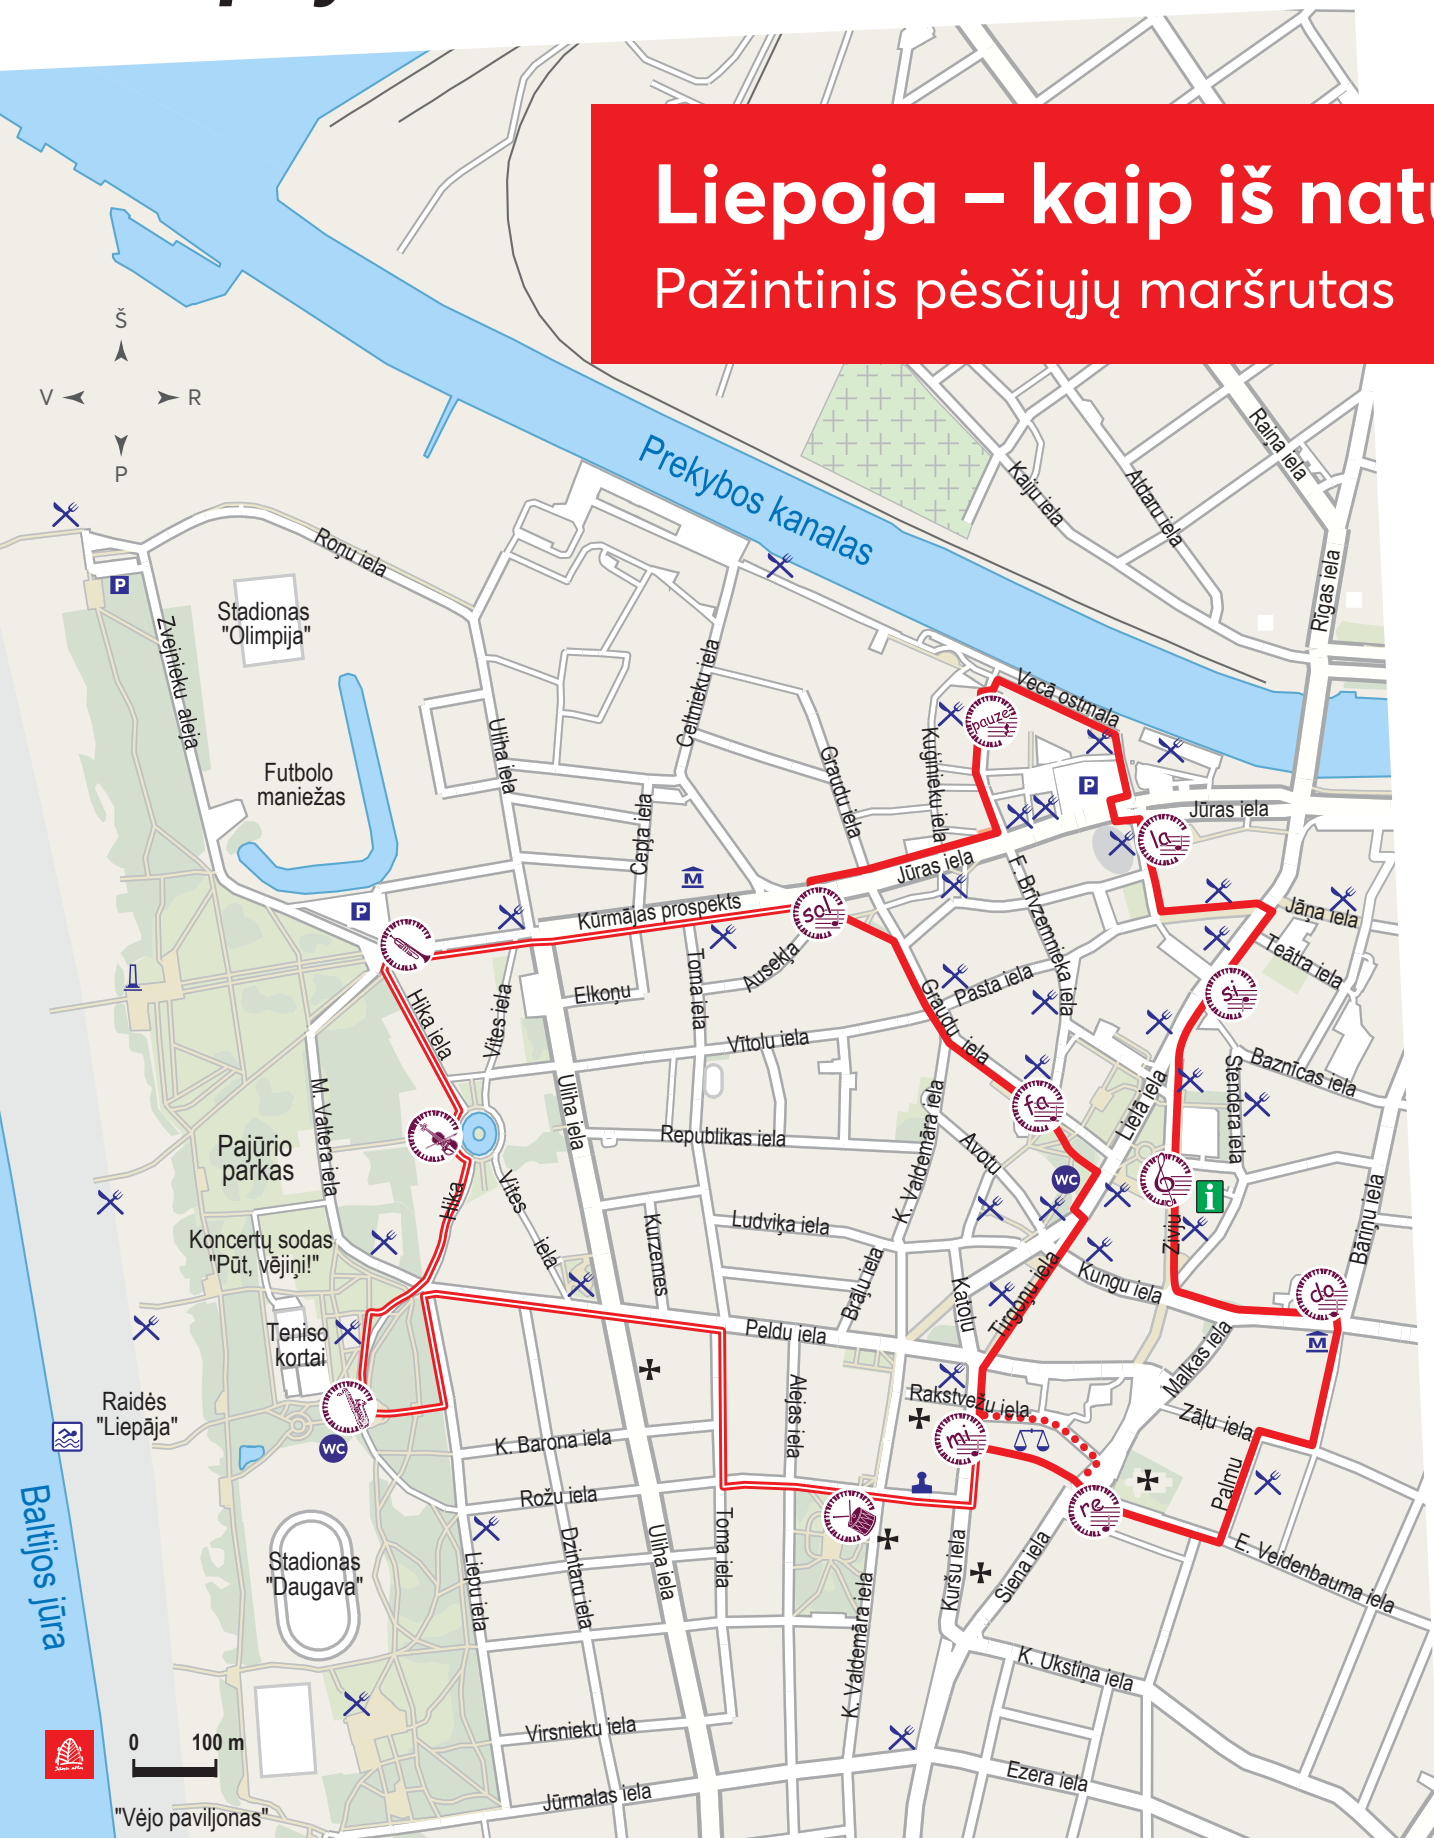 Liepoja – kaip iš
Pažintinis pėsčiųjų maršrutas
Š
V
R
P
Prekybos kanalas
Raiņa iela
Kaiju iela
Aldaru iela
Rīgas iela
Roņu iela
P
Stadionas
"Olimpija"
Zvejnieku aleja
Celtnieku iela
Vecā ostmala
pauze
Uliha iela
Futbolo
maniežas
Graudu iela
Kuģinieku iela
P
Jūras iela
Cepļa iela
la
Jūras iela
F. Brīvzemnieka iela
M
Kūrmājas prospekts
sol
P
Jāņa iela
Teātra iela
Ausekļa
Toma iela
Elkoņu
Pasta iela
si
Hika iela
Vites iela
Graudu iela
Vītolu iela
Baznīcas iela
Stendera iela
Lielā iela
fa
M. Valtera iela
Uliha iela
Republikas iela
K. Valdemāra iela
Avotu
Pajūrio
parkas
WC
i
Hika
Vites
iela
Kurzemes
Ludviķa iela
Zivju
Bāriņu iela
Koncertų sodas
"Pūt, vējiņi!"
Brāļu iela
Katoļu
Tirgoņu iela
Kungu iela
do
Teniso
kortai
Peldu iela
M
Malkas iela
Raidės
"Liepāja"
Alejas iela
Rakstvežu iela
Zāļu iela
mi
WC
K. Barona iela
Palmu
Baltijos jūra
Rožu iela
re
Stadionas
"Daugava"
Liepu iela
Dzintaru iela
Uliha iela
Toma iela
K. Valdemāra iela
Kuršu iela
Siena iela
E. Veidenbauma iela
K. Ukstiņa iela
Virsnieku iela
0 100 m
Ezera iela
Jūrmalas iela
"Vėjo paviljonas"